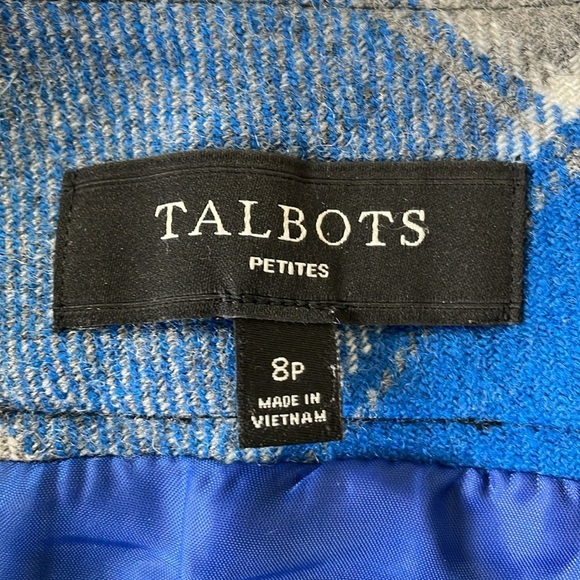 TALBOTS
PETITES
8P
MADE IN
VIETNAM